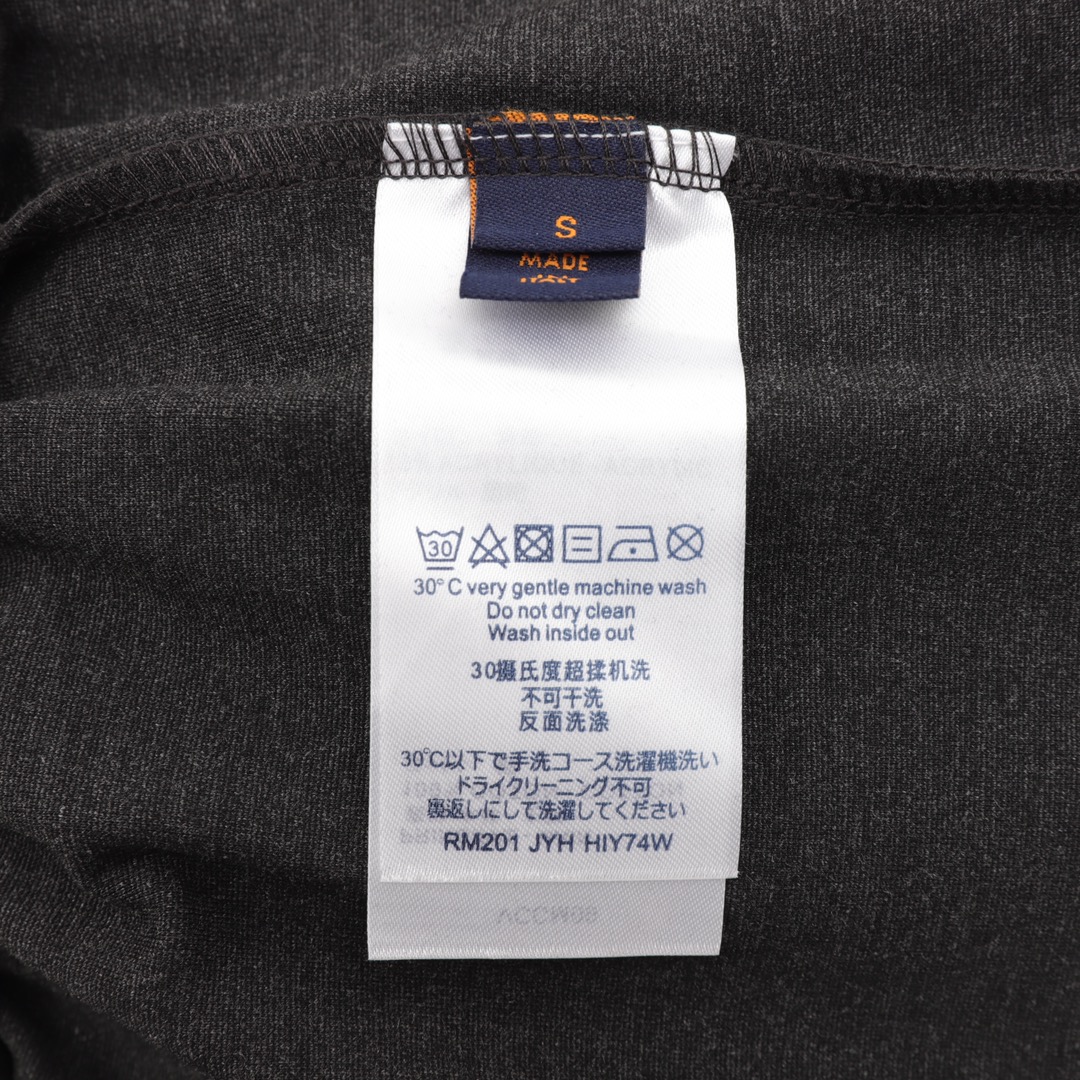 S
MADE
30
30°C very gentle machine wash
Do not dry clean
Wash inside out
30摄氏度超揉机洗
不可干洗
反面洗涤
30℃以下で手洗コース洗濯機洗い
ドライクリーニング不可
裏返しにして洗濯してください
RM201 JYH HIY74W